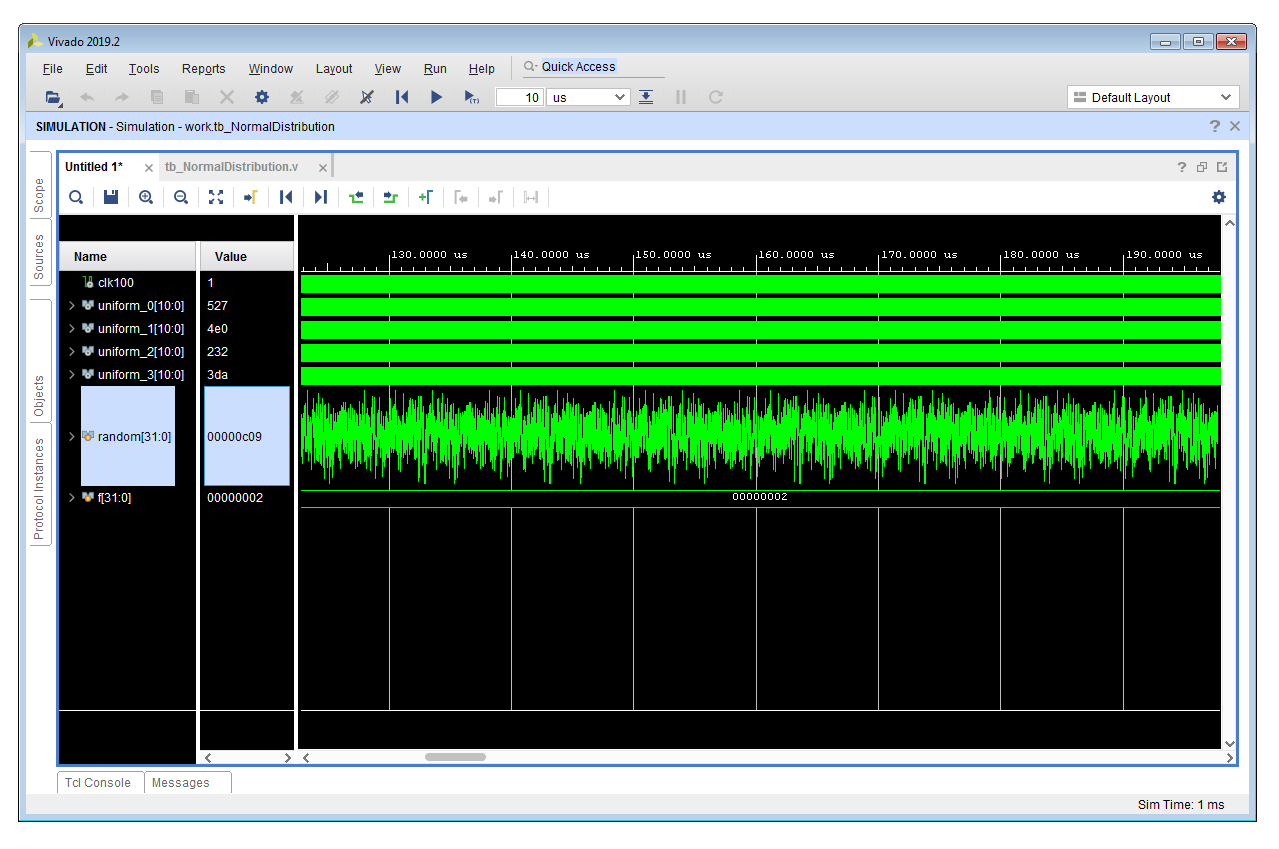 Vivado 2019.2
File Edit Tools Reports Window Layout View Run Help Quick Access
(T) 10 us Default Layout
SIMULATION - Simulation - work.tb_NormalDistribution ?
Scope
Sources
Objects
Protocol Instances
Untitled 1* tb_NormalDistribution.v ?
Name Value
130.0000 us 140.0000 us 150.0000 us 160.0000 us 170.0000 us 180.0000 us 190.0000 us
clk100 1
uniform_0[10:0] 527
uniform_1[10:0] 4e0
uniform_2[10:0] 232
uniform_3[10:0] 3da
random[31:0] 00000c09
f[31:0] 00000002 00000002
Tcl Console Messages
Sim Time: 1 ms